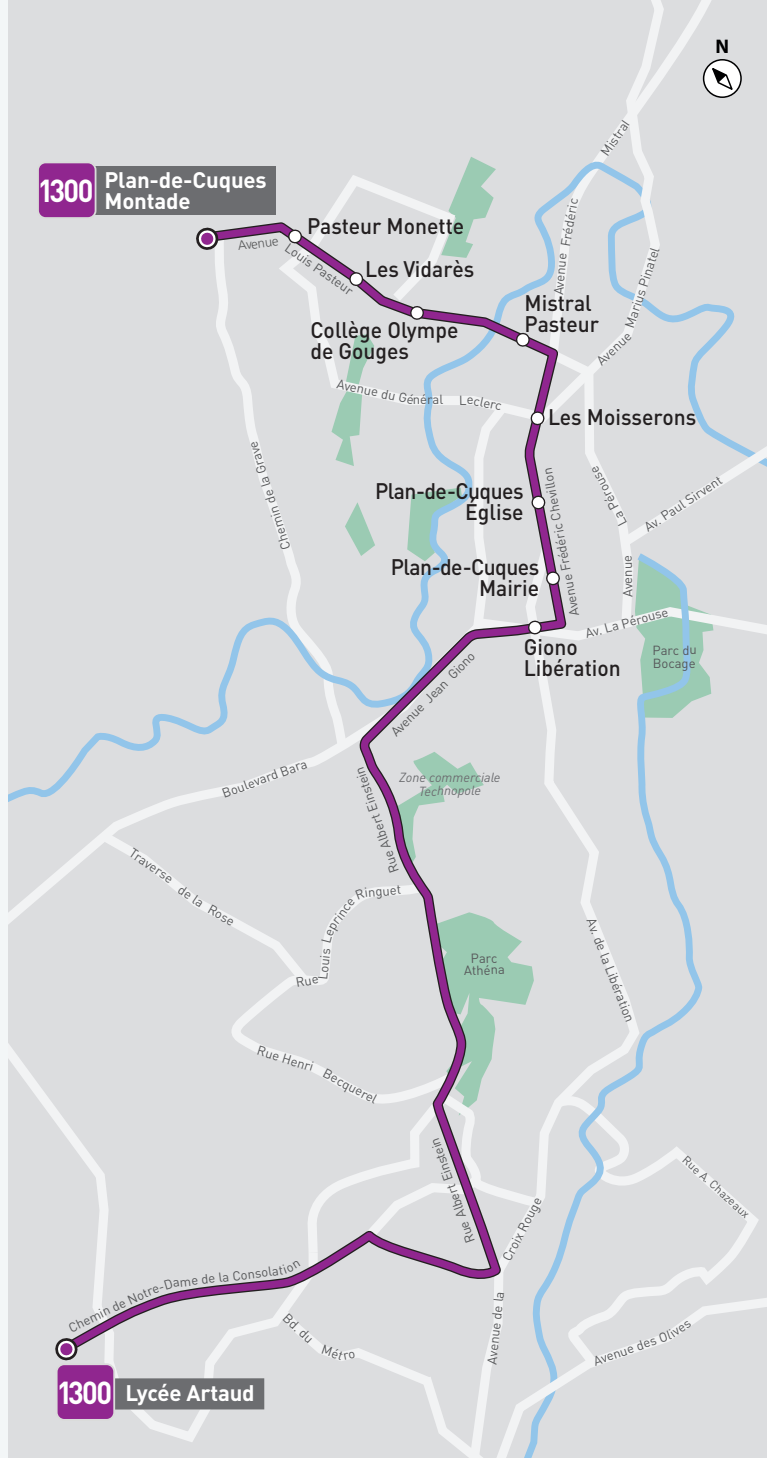 N
Mistral
1300
Plan-de-Cuques
Montade
Avenue Frédéric
Pasteur Monette
Avenue
Louis Pasteur
Avenue Marius Pinatel
Les Vidarès
Mistral
Pasteur
Collège Olympe
de Gouges
Avenue du Général Leclerc
Les Moisserons
Chemin de la Grave
La Pérouse
Av. Paul Sirvent
Plan-de-Cuques
Église
Avenue Frédéric Chevillon
Plan-de-Cuques
Mairie
Avenue
Av. La Pérouse
Giono
Libération
Parc du
Bocage
Avenue Jean Giono
Boulevard Bara
Zone commerciale
Technopole
Rue Albert Einstein
Traverse de la Rose
Rue Louis Leprince Ringuet
Av. de la Libération
Parc
Athéna
Rue Henri Becquerel
Rue Albert Einstein
Rue A. Chazeaux
Croix Rouge
Avenue de la
Chemin de Notre-Dame de la Consolation
Bd. du Métro
Avenue des Olives
1300
Lycée Artaud